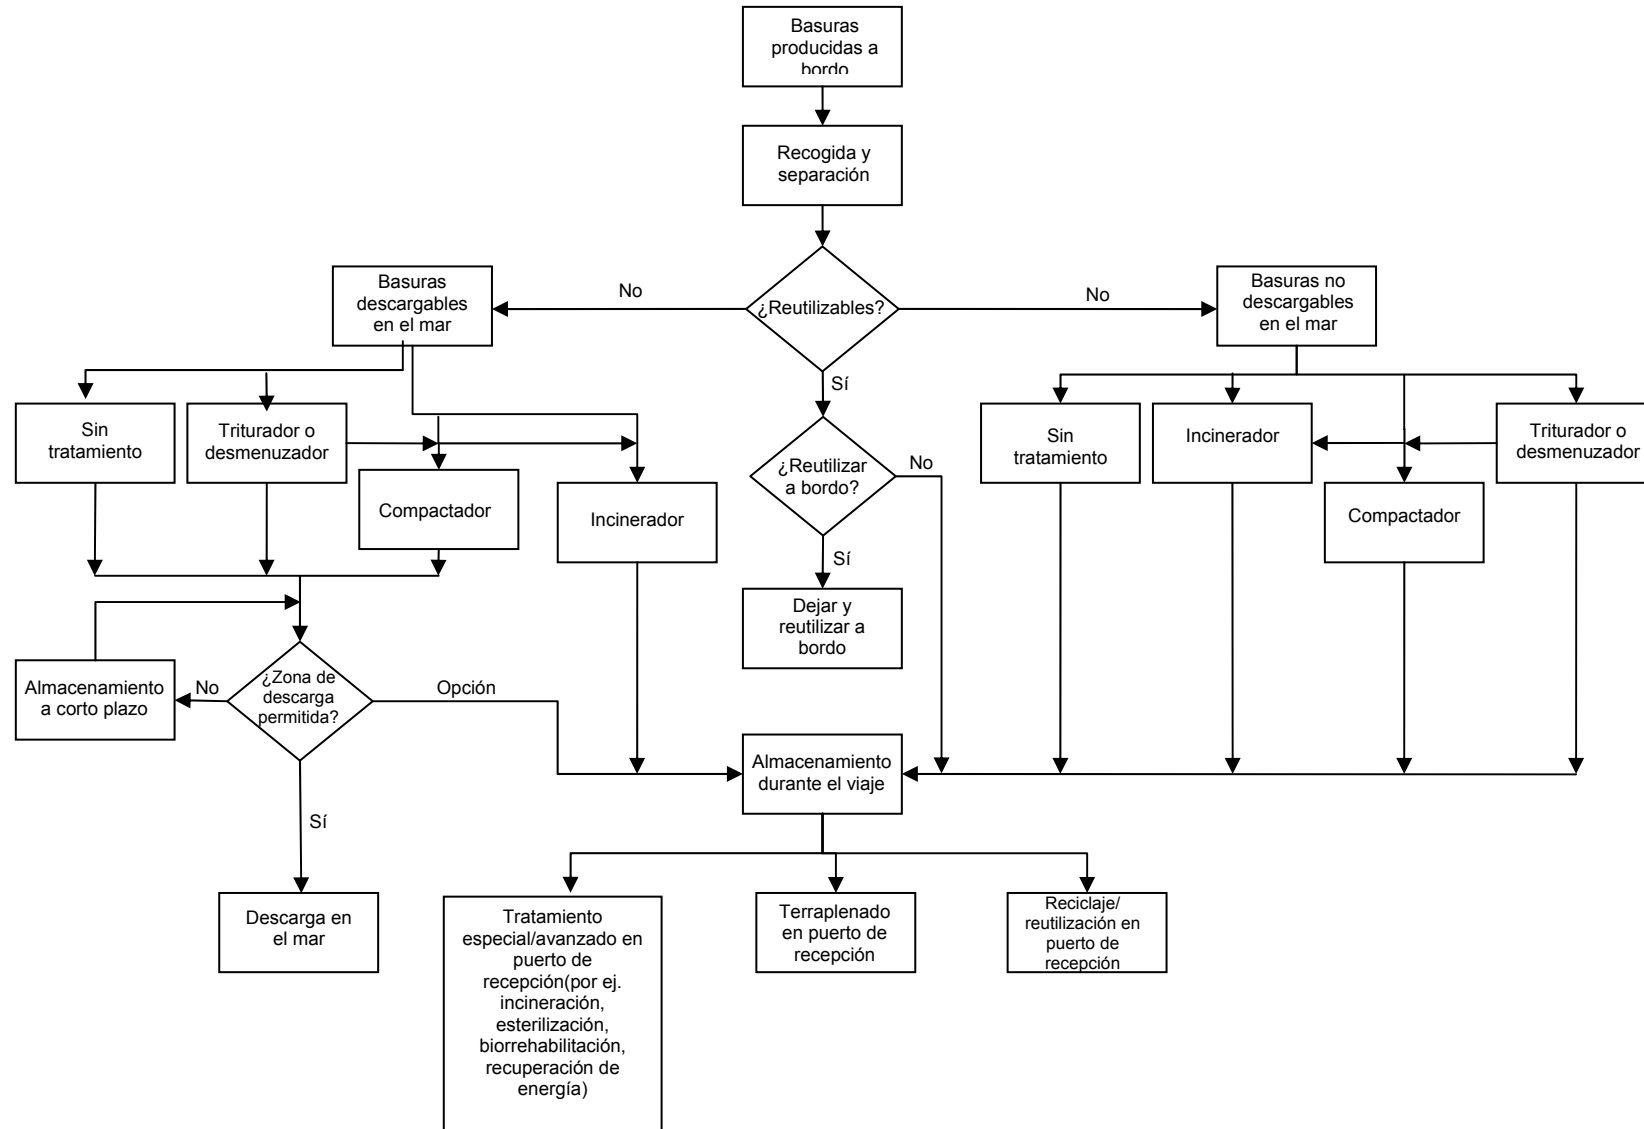 Basuras
producidas a
bordo
Recogida y
separación
Basuras
descargables
en el mar
No
¿Reutilizables?
No
Basuras no
descargables
en el mar
Sí
Sin
tratamiento
Triturador o
desmenuzador
Compactador
Incinerador
¿Reutilizar
a bordo?
No
Sin
tratamiento
Incinerador
Triturador o
desmenuzador
Compactador
Sí
Dejar y
reutilizar a
bordo
Almacenamiento
a corto plazo
No
¿Zona de
descarga
permitida?
Opción
Almacenamiento
durante el viaje
Sí
Descarga en
el mar
Tratamiento
especial/avanzado en
puerto de
recepción(por ej.
incineración,
esterilización,
biorrehabilitación,
recuperación de
energía)
Terraplenado
en puerto de
recepción
Reciclaje/
reutilización en
puerto de
recepción